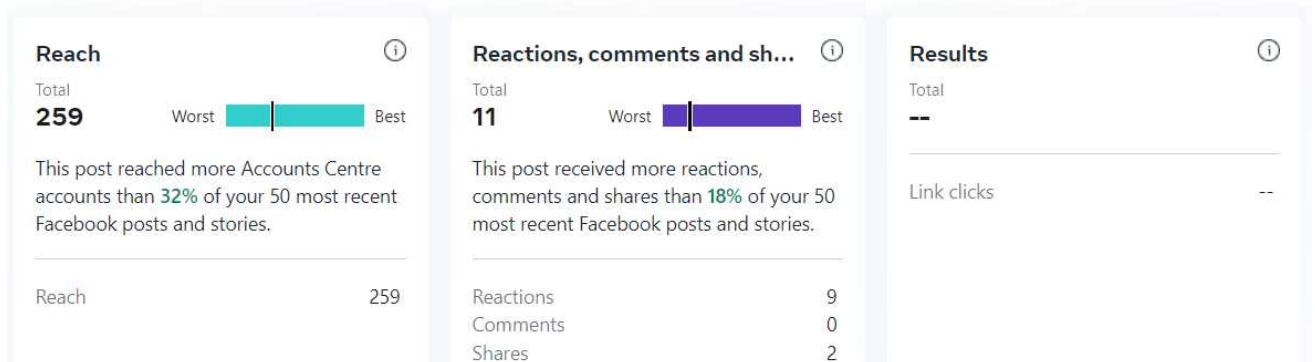 Reach
Total
259
Worst Best
This post reached more Accounts Centre
accounts than 32% of your 50 most recent
Facebook posts and stories.
Reach 259
Reactions, comments and sh...
Total
11
Worst Best
This post received more reactions,
comments and shares than 18% of your 50
most recent Facebook posts and stories.
Reactions 9
Comments 0
Shares 2
Results
Total
--
Link clicks --